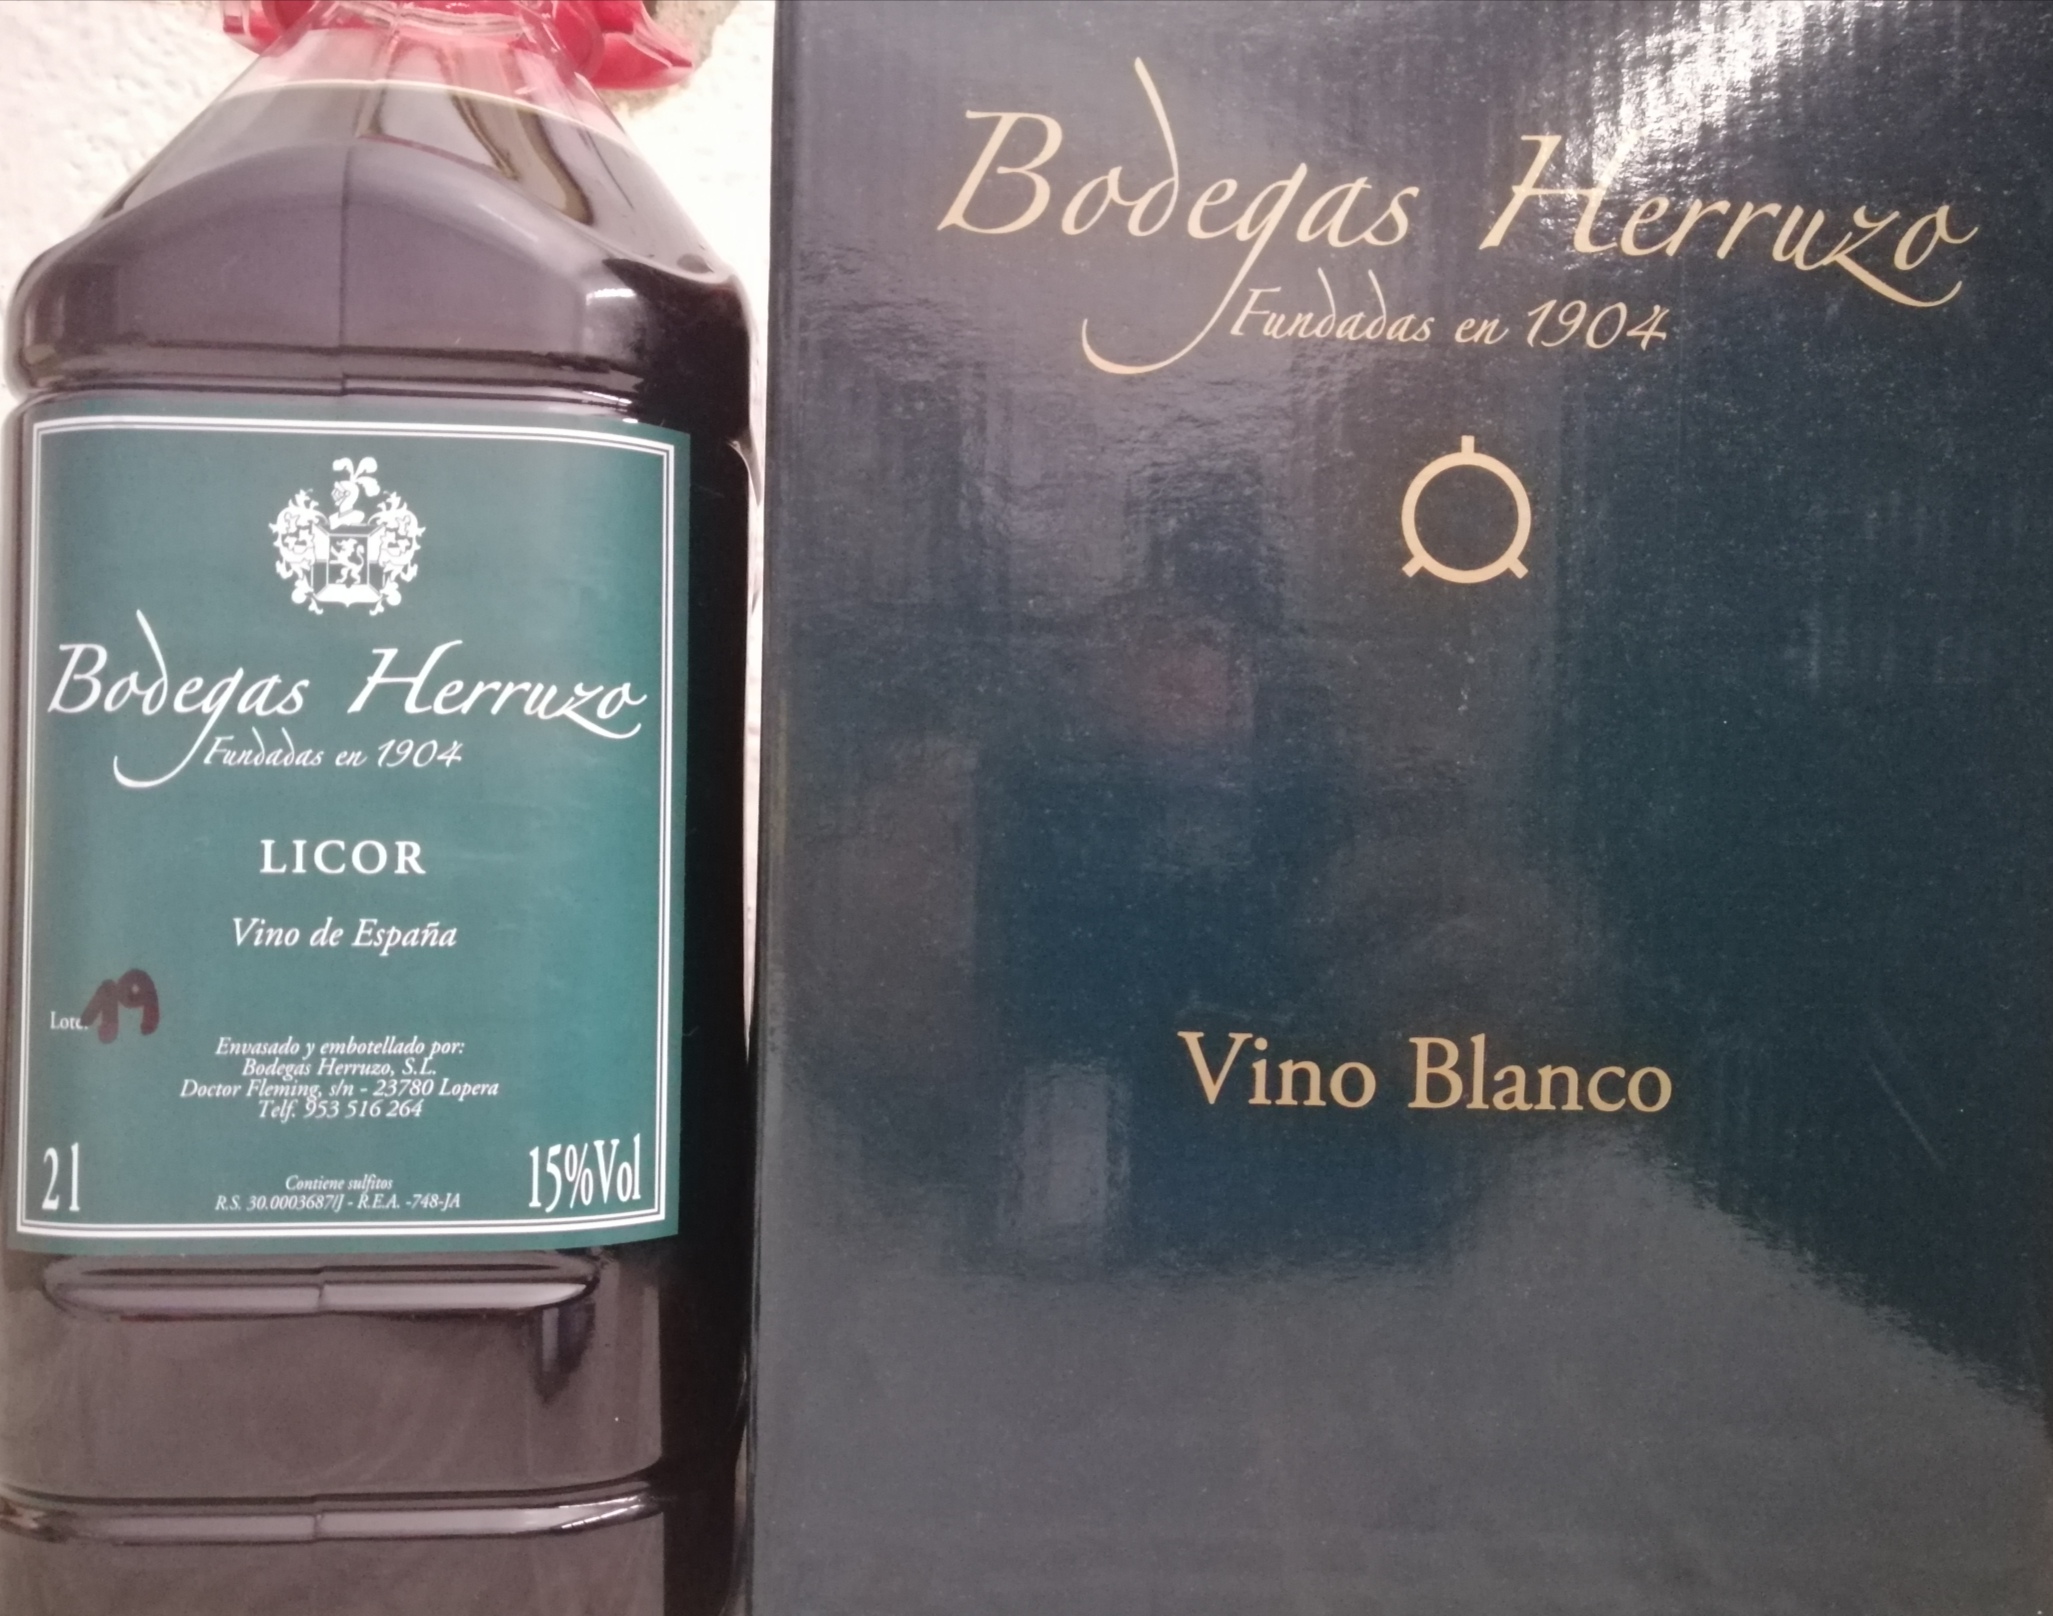 Bodegas Herruzo
Fundadas en 1904
LICOR
Vino de España
Lote: 19
Envasado y embotellado por:
Bodegas Herruzo, S.L.
Doctor Fleming, s/n - 23780 Lopera
Telf. 953 516 264
2 l
15%Vol
Contiene sulfitos
R.S. 30.0003687/J - R.E.A. -748-JA
Bodegas Herruzo
Fundadas en 1904
Vino Blanco